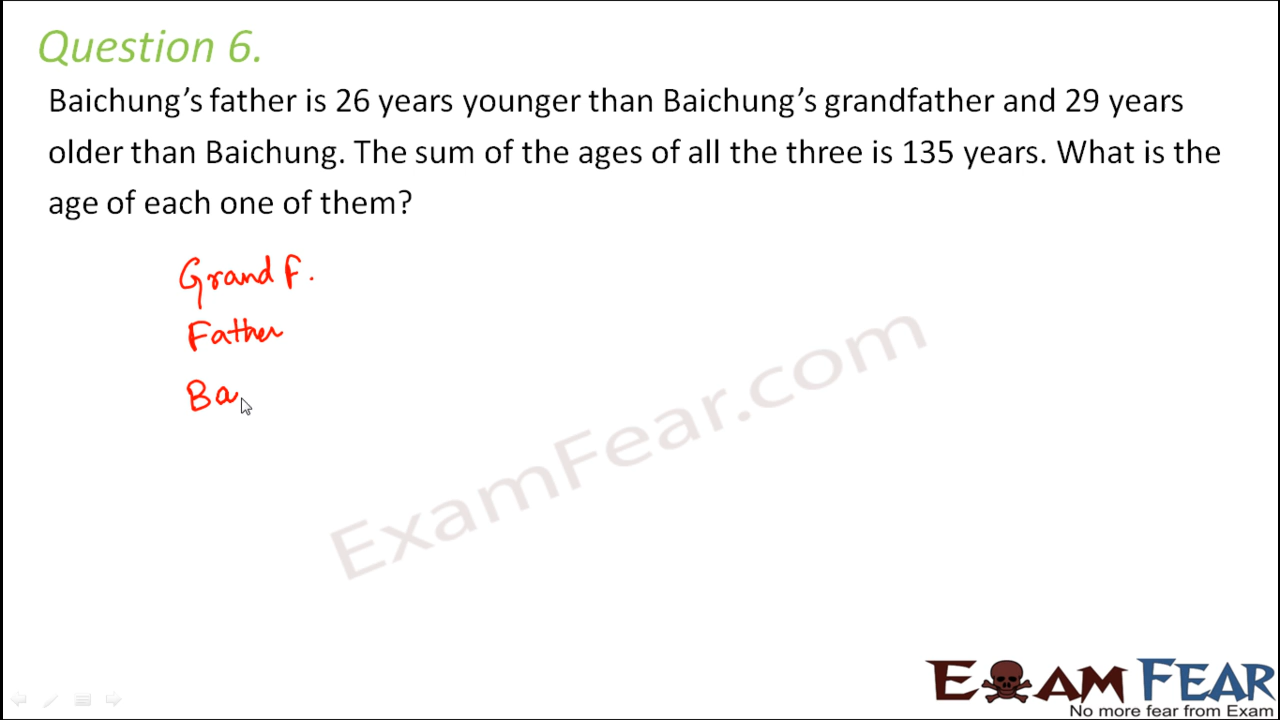 Question 6.
Baichung’s father is 26 years younger than Baichung’s grandfather and 29 years
older than Baichung. The sum of the ages of all the three is 135 years. What is the
age of each one of them?
Grand F.
Father
Ba
ExamFear.com
EXAM FEAR
No more fear from Exam